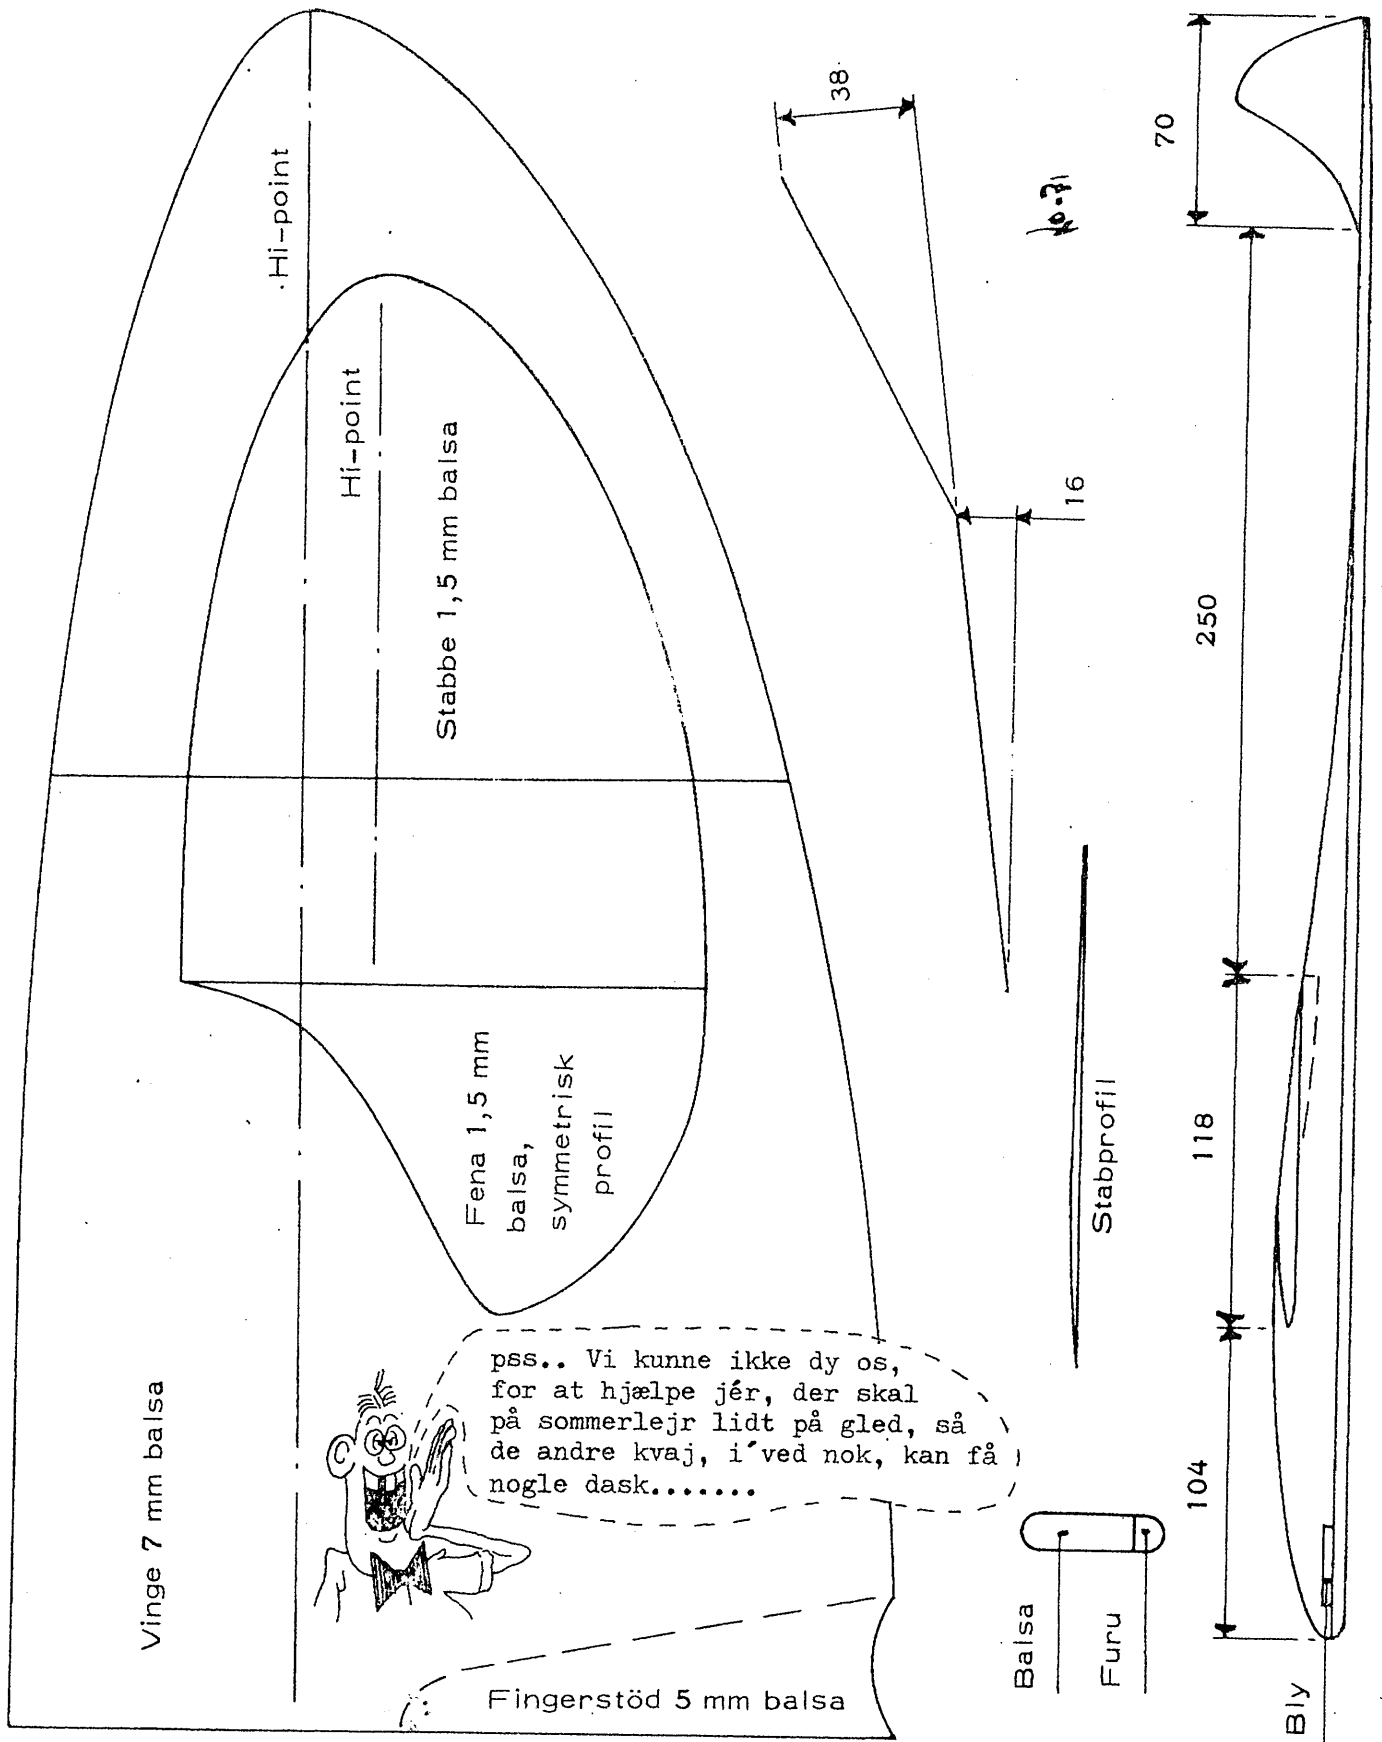 Vinge 7 mm balsa
Hi-point
Hi-point
Stabbe 1,5 mm balsa
Fena 1,5 mm
balsa,
symmetrisk
profil
pss.. Vi kunne ikke dy os,
for at hjælpe jér, der skal
på sommerlejr lidt på gled, så
de andre kvaj, i´ved nok, kan få
nogle dask.......
Fingerstöd 5 mm balsa
38
16
Stabprofil
Balsa
Furu
Bly
104
118
250
70